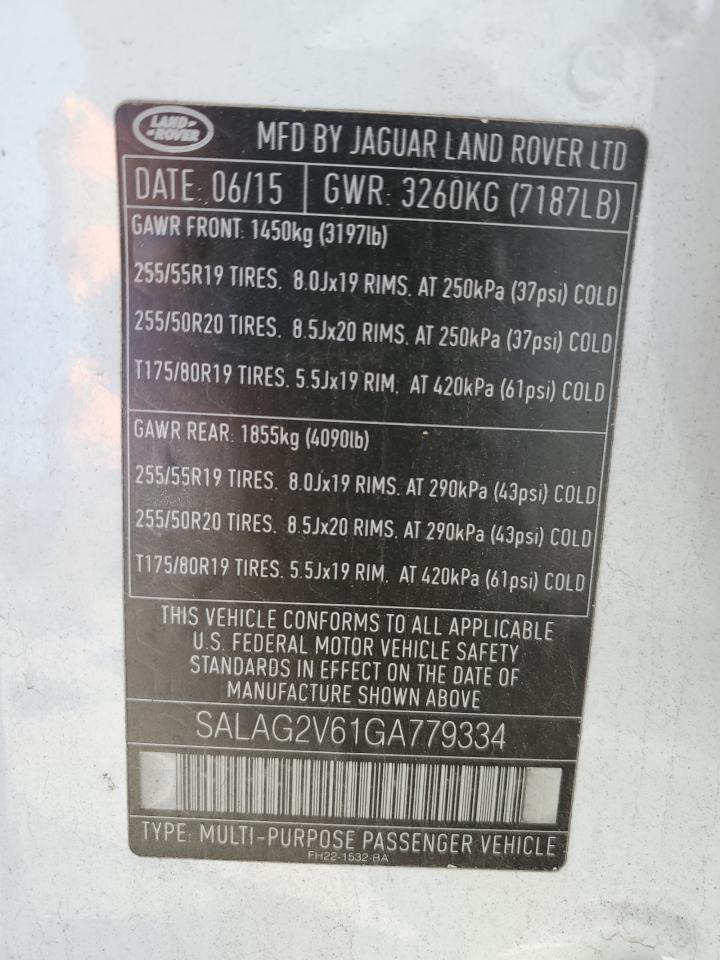 LAND-
-ROVER
MFD BY JAGUAR LAND ROVER LTD
DATE: 06/15 GWR: 3260KG (7187LB)
GAWR FRONT: 1450kg (3197lb)
255/55R19 TIRES, 8.0Jx19 RIMS, AT 250kPa (37psi) COLD
255/50R20 TIRES, 8.5Jx20 RIMS, AT 250kPa (37psi) COLD
T175/80R19 TIRES, 5.5Jx19 RIM, AT 420kPa (61psi) COLD
GAWR REAR: 1855kg (4090lb)
255/55R19 TIRES, 8.0Jx19 RIMS, AT 290kPa (43psi) COLD
255/50R20 TIRES, 8.5Jx20 RIMS, AT 290kPa (43psi) COLD
T175/80R19 TIRES, 5.5Jx19 RIM, AT 420kPa (61psi) COLD
THIS VEHICLE CONFORMS TO ALL APPLICABLE
U.S. FEDERAL MOTOR VEHICLE SAFETY
STANDARDS IN EFFECT ON THE DATE OF
MANUFACTURE SHOWN ABOVE
SALAG2V61GA779334
TYPE: MULTI-PURPOSE PASSENGER VEHICLE
FH22-1532-BA